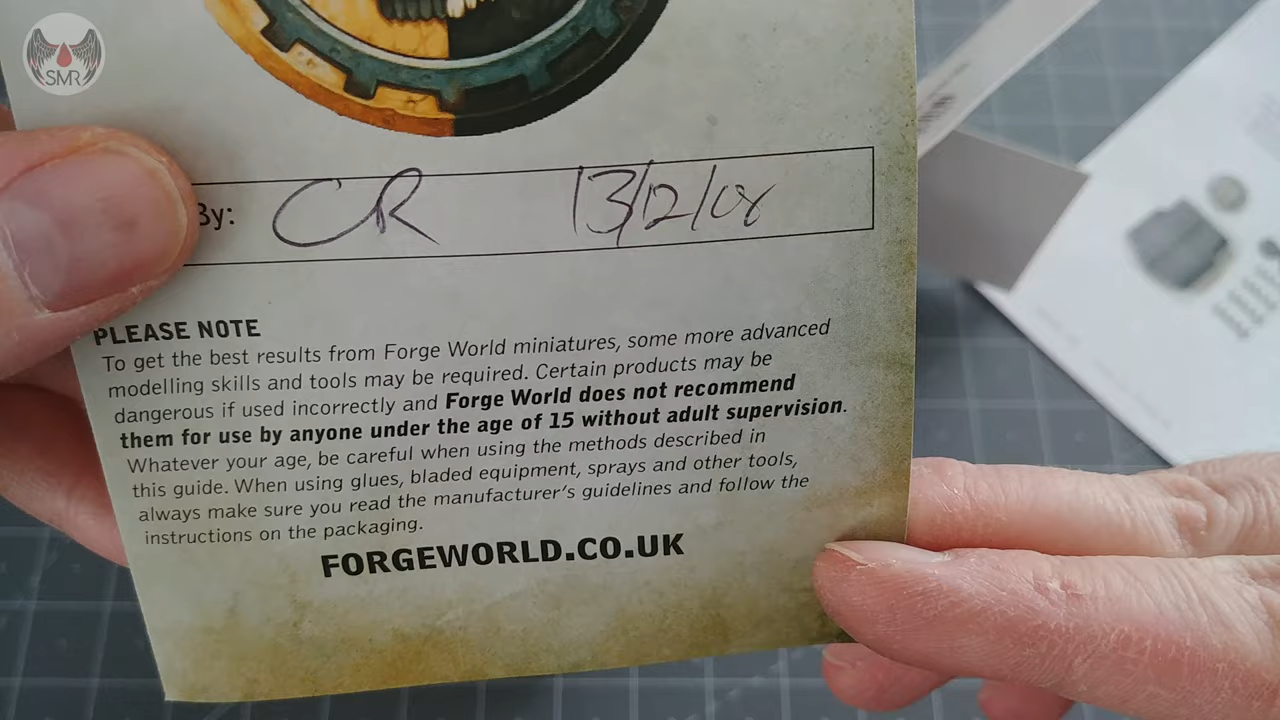 SMR
By: CR 13/12/08
PLEASE NOTE
To get the best results from Forge World miniatures, some more advanced
modelling skills and tools may be required. Certain products may be
dangerous if used incorrectly and Forge World does not recommend
them for use by anyone under the age of 15 without adult supervision.
Whatever your age, be careful when using the methods described in
this guide. When using glues, bladed equipment, sprays and other tools,
always make sure you read the manufacturer's guidelines and follow the
instructions on the packaging.
FORGEWORLD.CO.UK